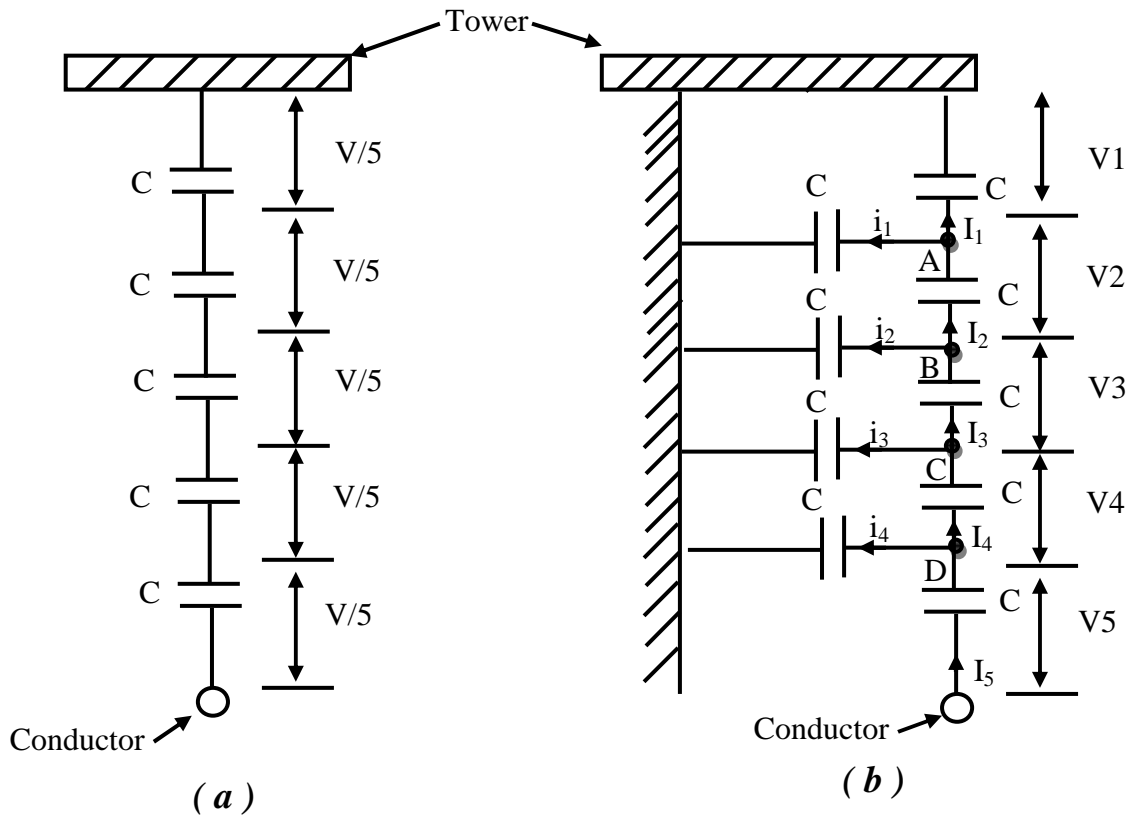 Tower
V/5
C
V/5
C
V/5
C
V/5
C
V/5
C
Conductor
( a )
V1
C
C
i₁
I₁
A
V2
C
C
i₂
I₂
B
V3
C
C
i₃
I₃
C
V4
C
C
i₄
I₄
D
C
V5
I₅
Conductor
( b )